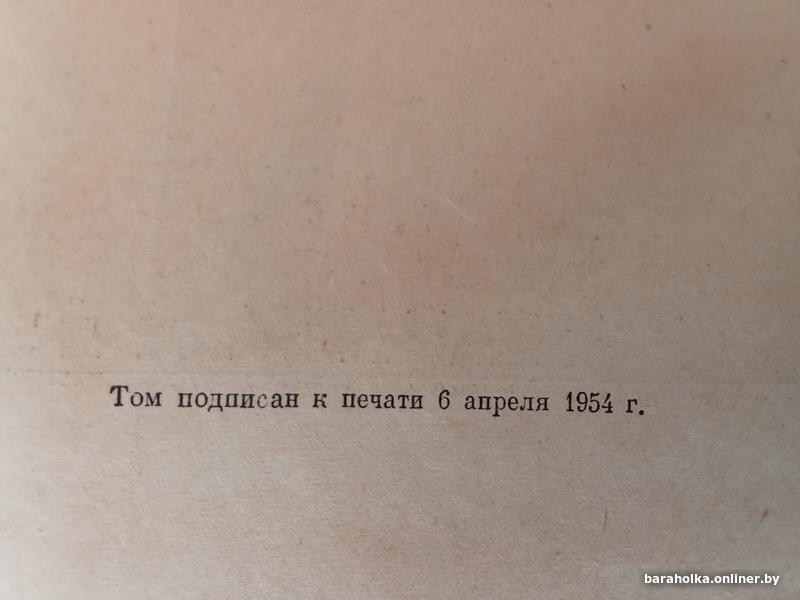 Том подписан к печати 6 апреля 1954 г.
baraholka.onliner.by